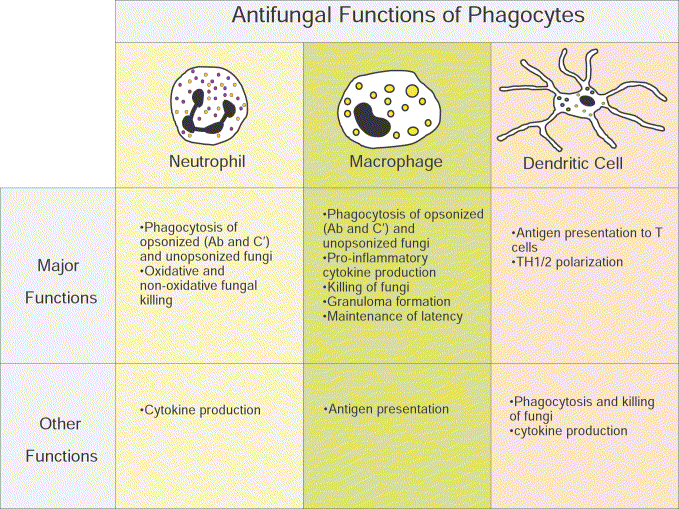 Antifungal Functions of Phagocytes
Neutrophil
Macrophage
Dendritic Cell
Major
Functions
•Phagocytosis of
opsonized (Ab and C’)
and unopsonized fungi
•Oxidative and
non-oxidative fungal
killing
•Phagocytosis of opsonized
(Ab and C’) and
unopsonized fungi
•Pro-inflammatory
cytokine production
•Killing of fungi
•Granuloma formation
•Maintenance of latency
•Antigen presentation to T
cells
•TH1/2 polarization
Other
Functions
•Cytokine production
•Antigen presentation
•Phagocytosis and killing
of fungi
•cytokine production